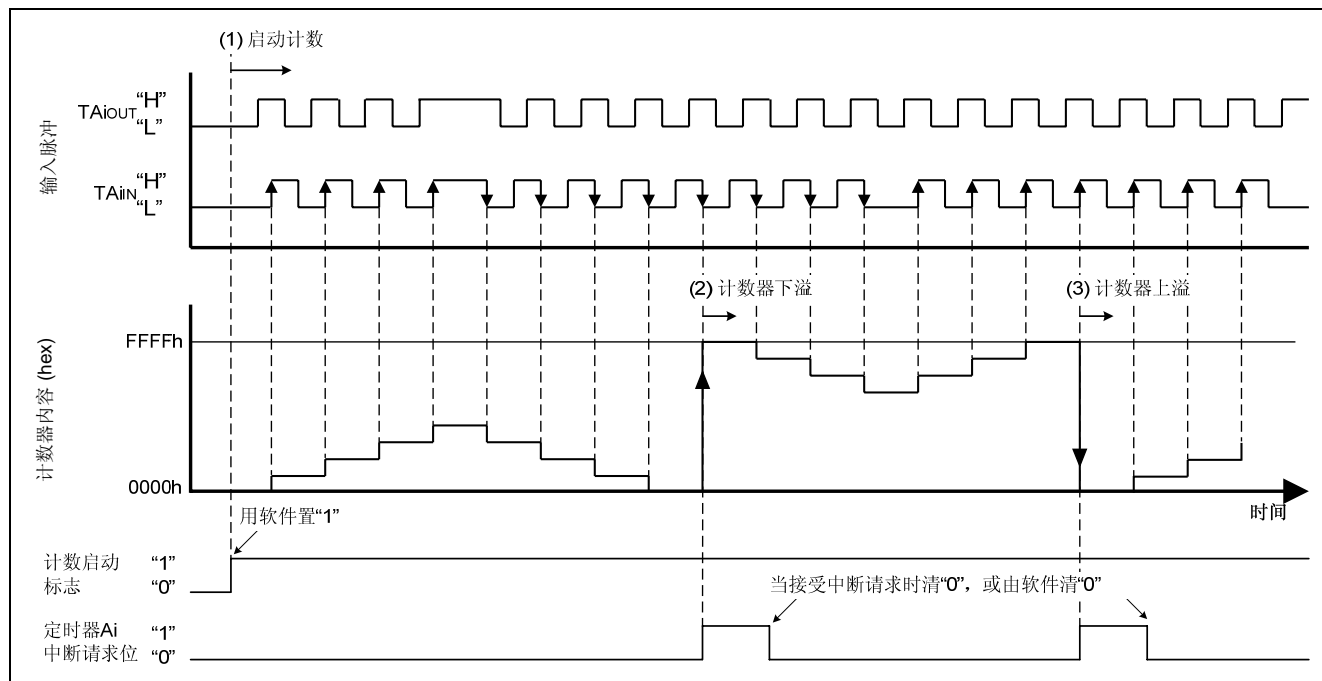 (1) 启动计数
TAiOUT “H”
“L”
输入脉冲
TAiIN “H”
“L”
(2) 计数器下溢
(3) 计数器上溢
FFFFh
计数器内容 (hex)
0000h
时间
用软件置“1”
计数启动 “1”
标志 “0”
当接受中断请求时清“0”，或由软件清“0”
定时器Ai “1”
中断请求位 “0”